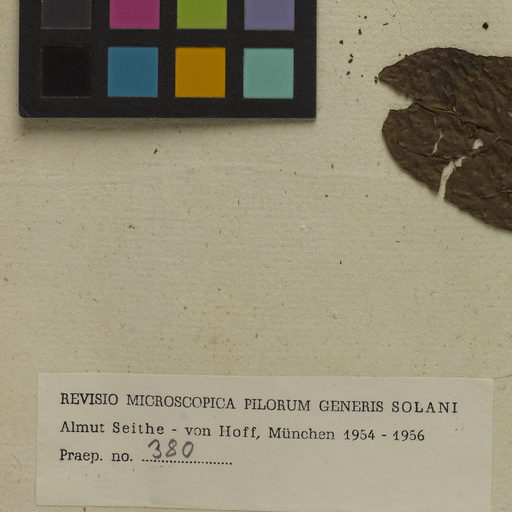 REVISIO MICROSCOPICA PILORUM GENERIS SOLANI
Almut Seithe - von Hoff, München 1954 - 1956
Praep. no. 380